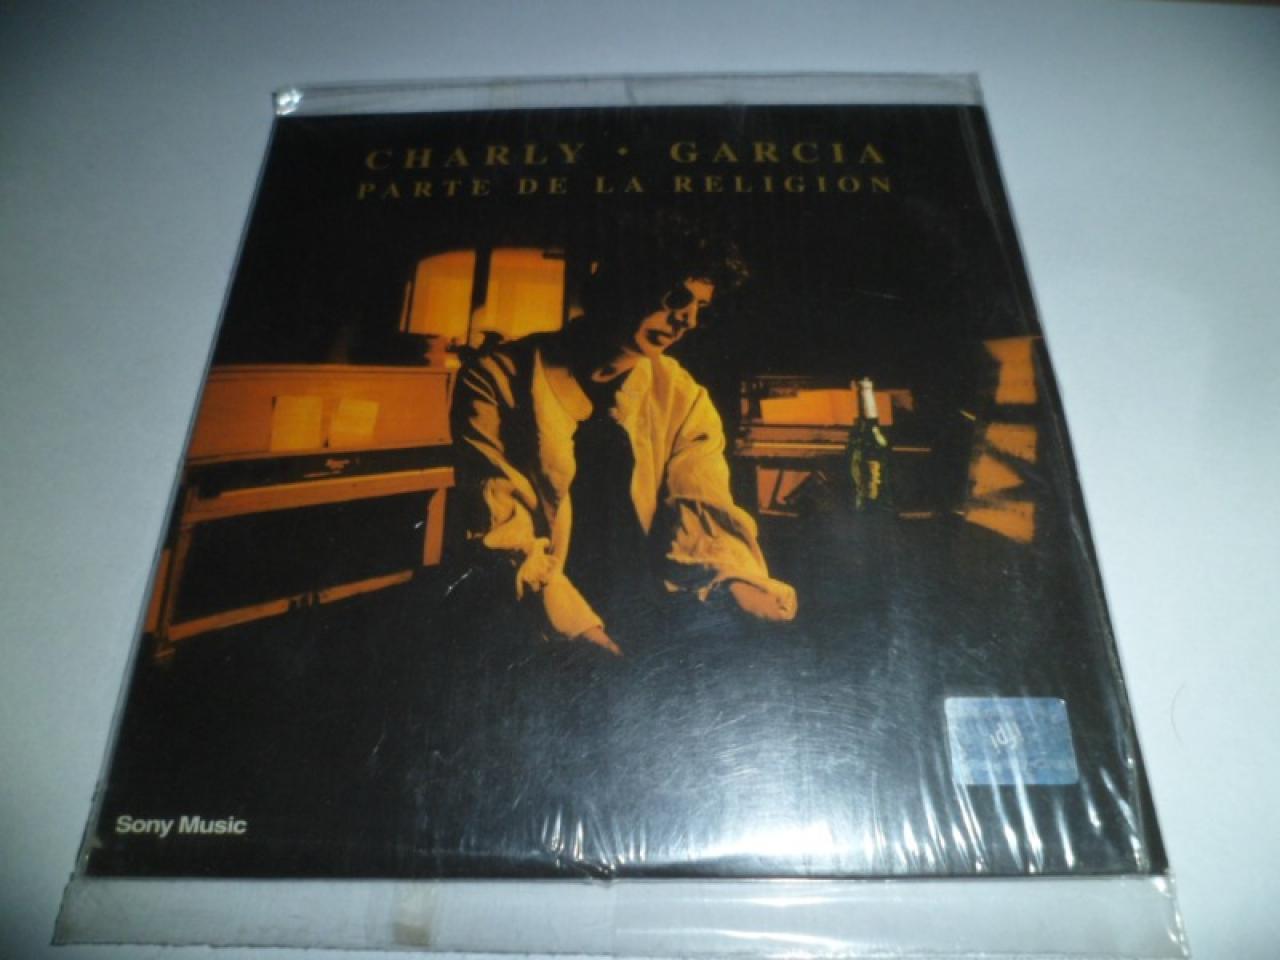 CHARLY • GARCIA
PARTE DE LA RELIGION
Sony Music